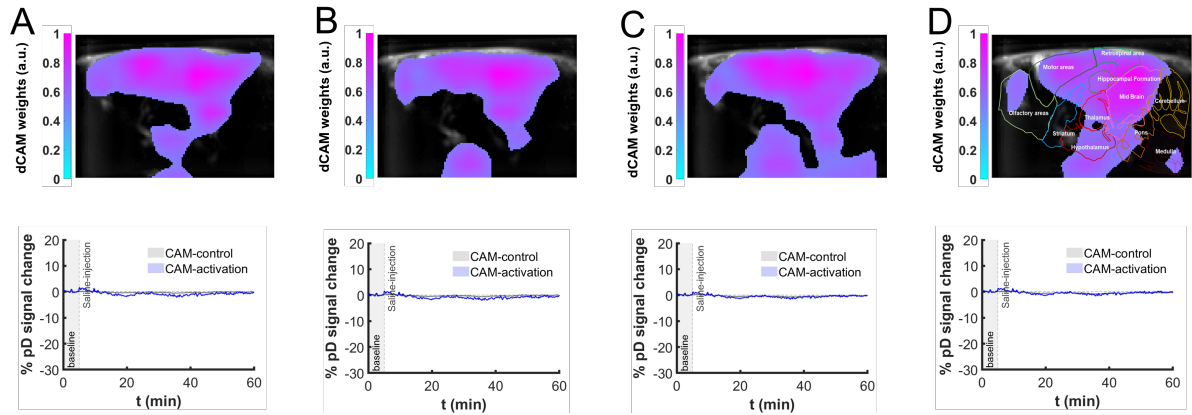 A
dCAM weights (a.u.)
1
0.8
0.6
0.4
0.2
0
B
dCAM weights (a.u.)
1
0.8
0.6
0.4
0.2
0
C
dCAM weights (a.u.)
1
0.8
0.6
0.4
0.2
0
D
dCAM weights (a.u.)
1
0.8
0.6
0.4
0.2
0
Retrosplenial area
Motor areas
Hippocampal Formation
Mid Brain
Cerebellum
Olfactory areas
Thalamus
Striatum
Pons
Hypothalamus
Medulla
% pD signal change
20
10
0
-10
-20
-30
baseline
Saline-injection
CAM-control
CAM-activation
0
20
40
60
t (min)
% pD signal change
20
10
0
-10
-20
-30
baseline
Saline-injection
CAM-control
CAM-activation
0
20
40
60
t (min)
% pD signal change
20
10
0
-10
-20
-30
baseline
Saline-injection
CAM-control
CAM-activation
0
20
40
60
t (min)
% pD signal change
20
10
0
-10
-20
-30
baseline
Saline-injection
CAM-control
CAM-activation
0
20
40
60
t (min)